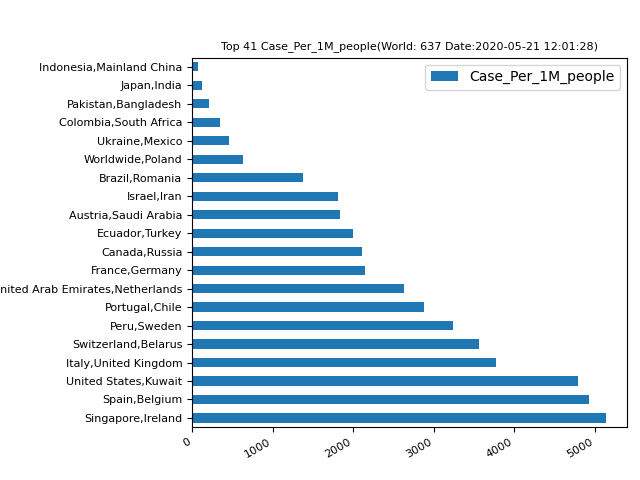 Top 41 Case_Per_1M_people(World: 637 Date:2020-05-21 12:01:28)
Case_Per_1M_people
Indonesia,Mainland China
Japan,India
Pakistan,Bangladesh
Colombia,South Africa
Ukraine,Mexico
Worldwide,Poland
Brazil,Romania
Israel,Iran
Austria,Saudi Arabia
Ecuador,Turkey
Canada,Russia
France,Germany
nited Arab Emirates,Netherlands
Portugal,Chile
Peru,Sweden
Switzerland,Belarus
Italy,United Kingdom
United States,Kuwait
Spain,Belgium
Singapore,Ireland
0 1000 2000 3000 4000 5000